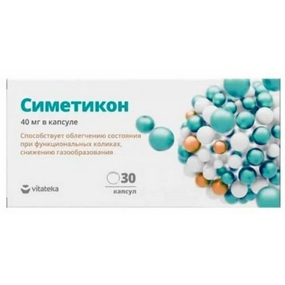 Симетикон
40 мг в капсуле
Способствует облегчению состояния
при функциональных коликах,
снижению газообразования
vitateka
30
капсул